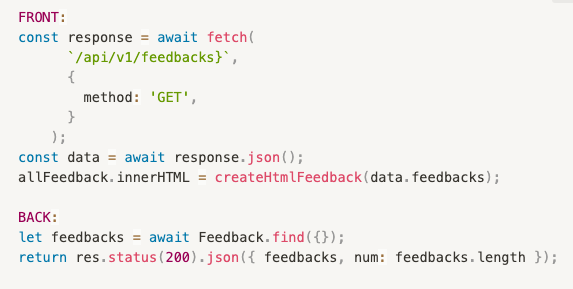 FRONT:
const response = await fetch(
`/api/v1/feedbacks}`,
{
method: 'GET',
}
);
const data = await response.json();
allFeedback.innerHTML = createHtmlFeedback(data.feedbacks);
BACK:
let feedbacks = await Feedback.find({});
return res.status(200).json({ feedbacks, num: feedbacks.length });